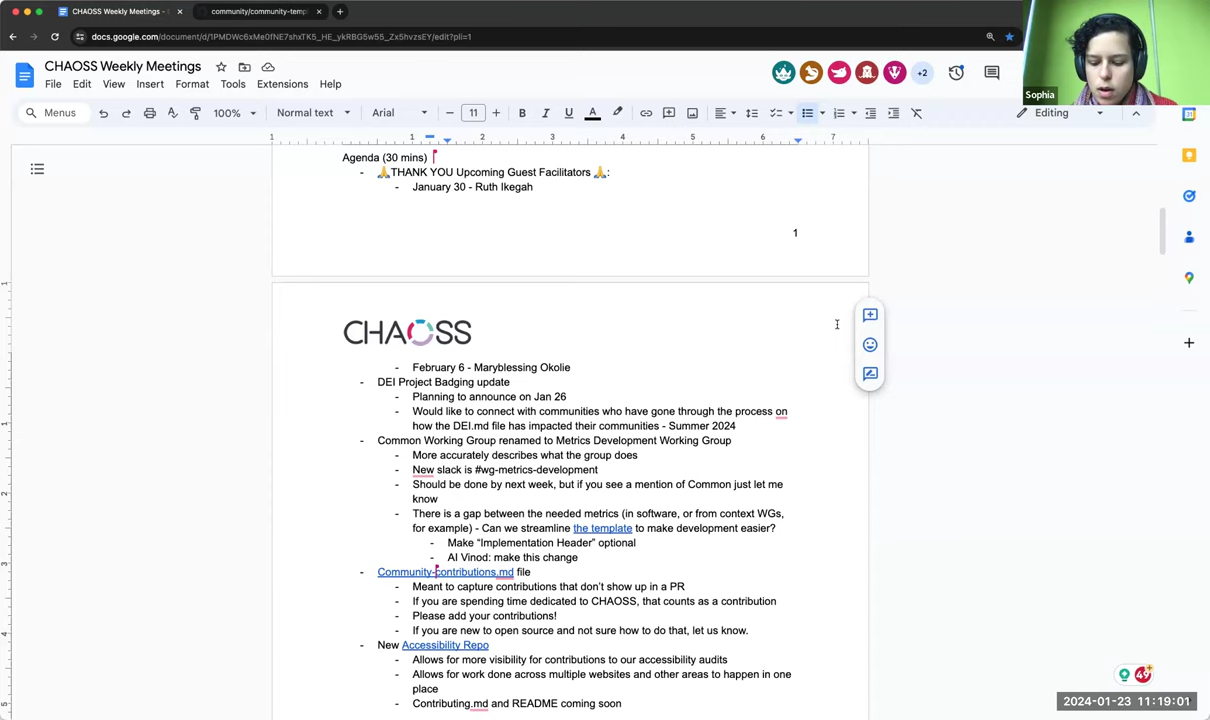 CHAOSS Weekly Meetings -
community/community-temp
docs.google.com/document/d/1PMDWc6xMe0fNE7shxTK5_HE_ykRBG5w55_Zx5hvzsEY/edit?pli=1
CHAOSS Weekly Meetings
File Edit View Insert Format Tools Extensions Help
+2
Sophia
Menus 100% Normal text Arial 11 Editing
1 1 2 3 4 5 6 7
Agenda (30 mins)
- 🙏THANK YOU Upcoming Guest Facilitators 🙏:
- January 30 - Ruth Ikegah
1
CHAOSS
- February 6 - Maryblessing Okolie
- DEI Project Badging update
- Planning to announce on Jan 26
- Would like to connect with communities who have gone through the process on
how the DEI.md file has impacted their communities - Summer 2024
- Common Working Group renamed to Metrics Development Working Group
- More accurately describes what the group does
- New slack is #wg-metrics-development
- Should be done by next week, but if you see a mention of Common just let me
know
- There is a gap between the needed metrics (in software, or from context WGs,
for example) - Can we streamline the template to make development easier?
- Make “Implementation Header” optional
- AI Vinod: make this change
- Community-contributions.md file
- Meant to capture contributions that don’t show up in a PR
- If you are spending time dedicated to CHAOSS, that counts as a contribution
- Please add your contributions!
- If you are new to open source and not sure how to do that, let us know.
- New Accessibility Repo
- Allows for more visibility for contributions to our accessibility audits
- Allows for work done across multiple websites and other areas to happen in one
place
- Contributing.md and README coming soon
49
2024-01-23 11:19:01